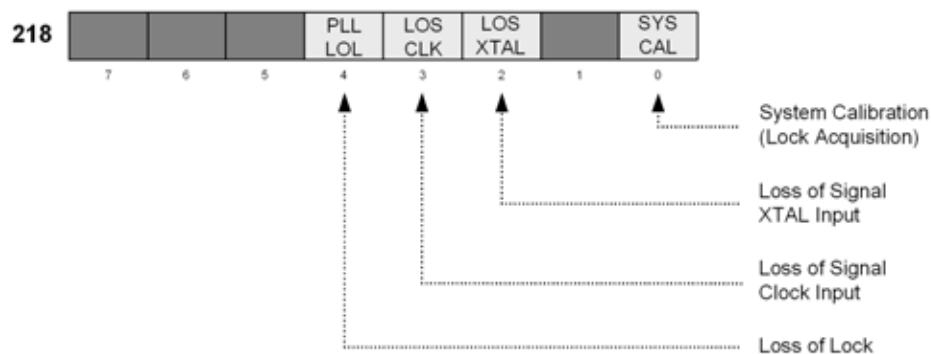 218
PLL
LOL
LOS
CLK
LOS
XTAL
SYS
CAL
7 6 5 4 3 2 1 0
System Calibration
(Lock Acquisition)
Loss of Signal
XTAL Input
Loss of Signal
Clock Input
Loss of Lock